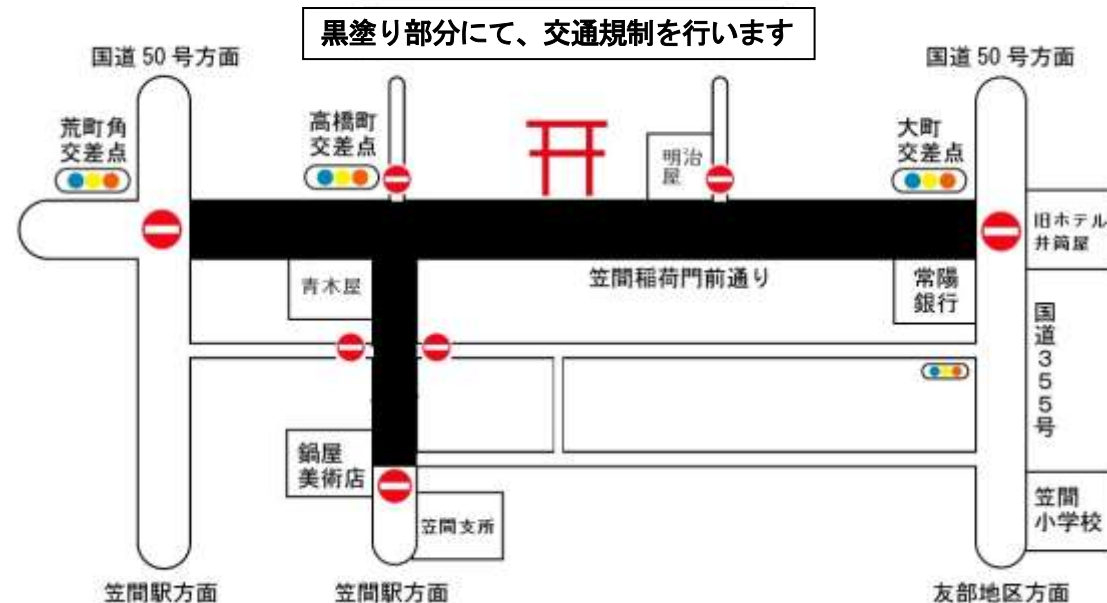 黒塗り部分にて、交通規制を行います
国道50号方面
国道50号方面
荒町角
交差点
高橋町
交差点
明治
屋
大町
交差点
旧ホテル
井筒屋
青木屋
笠間稲荷門前通り
常陽
銀行
国道355号
鍋屋
美術店
笠間支所
笠間
小学校
笠間駅方面
笠間駅方面
友部地区方面